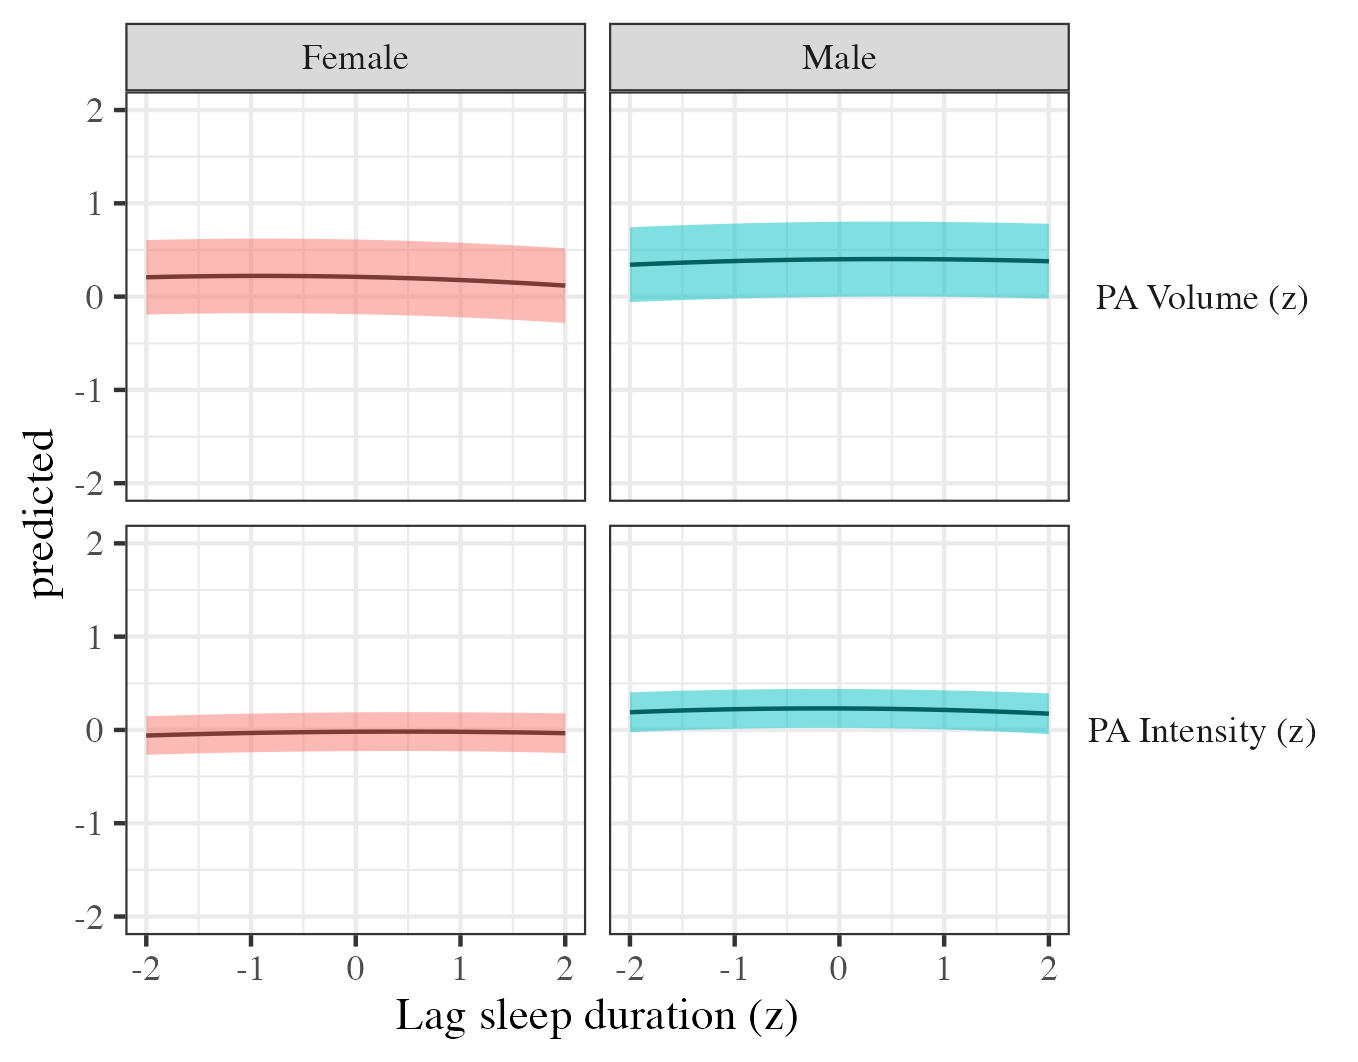 Female
Male
2
1
0
-1
-2
PA Volume (z)
predicted
2
1
0
-1
-2
PA Intensity (z)
-2 -1 0 1 2
-2 -1 0 1 2
Lag sleep duration (z)